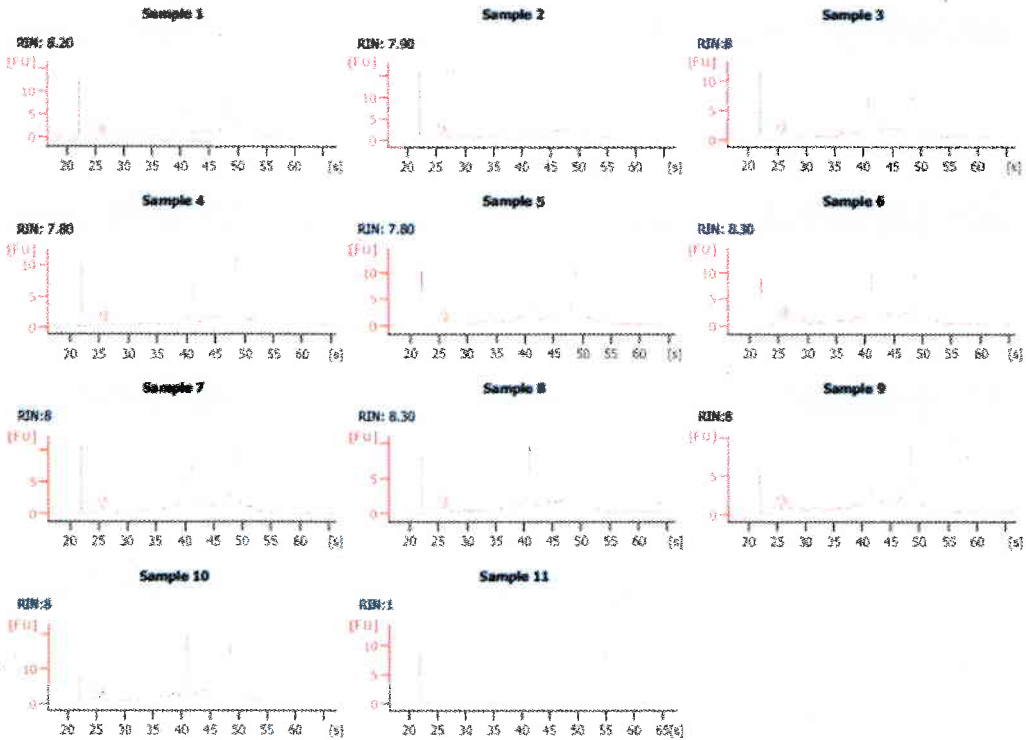 Sample 1
RIN: 8.20
[FU]
10
5
0
20 25 30 35 40 45 50 55 60 [s]
Sample 2
RIN: 7.90
[FU]
10
5
0
20 25 30 35 40 45 50 55 60 [s]
Sample 3
RIN:8
[FU]
10
5
0
20 25 30 35 40 45 50 55 60 [s]
Sample 4
RIN: 7.80
[FU]
10
5
0
20 25 30 35 40 45 50 55 60 [s]
Sample 5
RIN: 7.80
[FU]
10
5
0
20 25 30 35 40 45 50 55 60 [s]
Sample 6
RIN: 8.30
[FU]
10
5
0
20 25 30 35 40 45 50 55 60 [s]
Sample 7
RIN:8
[FU]
5
0
20 25 30 35 40 45 50 55 60 [s]
Sample 8
RIN: 8.30
[FU]
5
0
20 25 30 35 40 45 50 55 60 [s]
Sample 9
RIN:8
[FU]
5
0
20 25 30 35 40 45 50 55 60 [s]
Sample 10
RIN:8
[FU]
10
0
20 25 30 35 40 45 50 55 60 [s]
Sample 11
RIN:1
[FU]
10
5
0
20 25 30 35 40 45 50 55 60 65[s]